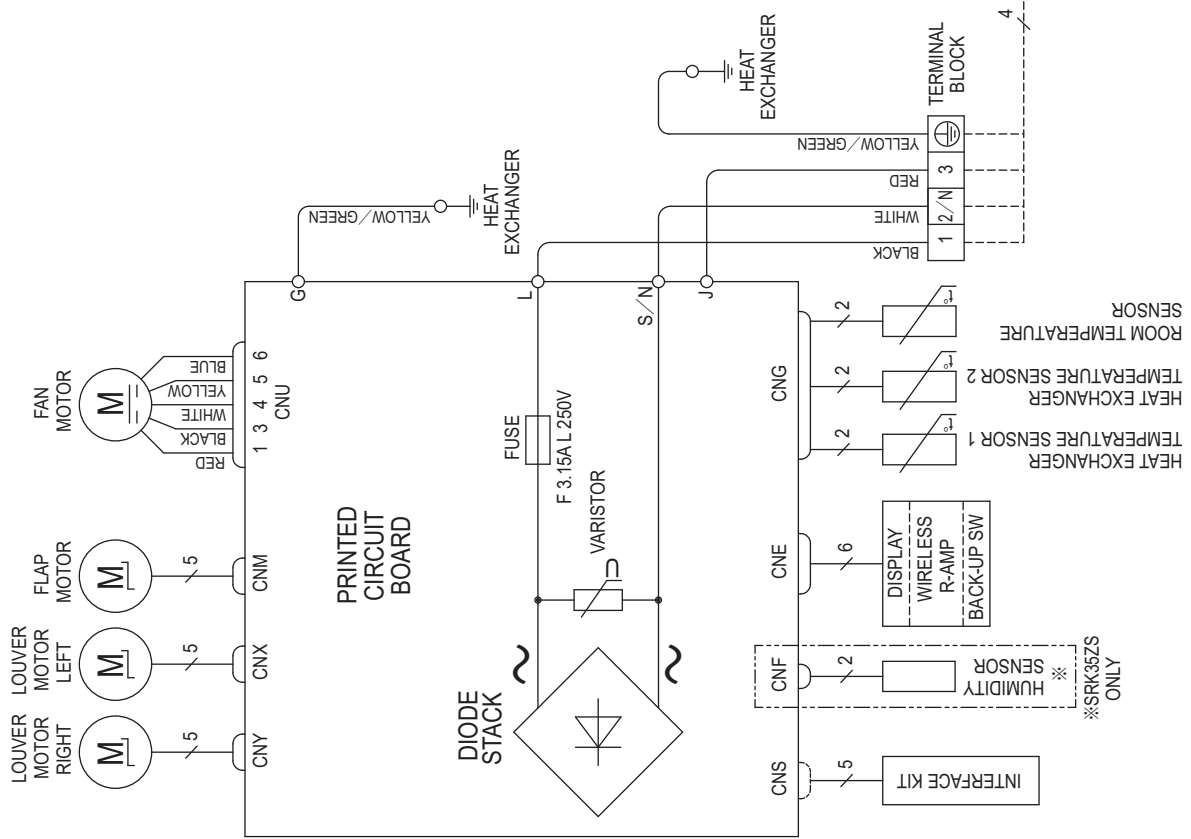 LOUVER
MOTOR
RIGHT
M
5
CNY
LOUVER
MOTOR
LEFT
M
5
CNX
FLAP
MOTOR
M
5
CNM
FAN
MOTOR
M
RED
BLACK
WHITE
YELLOW
BLUE
1 3 4 5 6
CNU
PRINTED
CIRCUIT
BOARD
DIODE
STACK
VARISTOR
U
FUSE
F 3.15A L 250V
G
YELLOW/GREEN
HEAT
EXCHANGER
L
S/N
J
BLACK
WHITE
RED
YELLOW/GREEN
HEAT
EXCHANGER
1 2/N 3
TERMINAL
BLOCK
4
CNS
5
INTERFACE KIT
CNF
2
HUMIDITY
SENSOR
※
※SRK35ZS
ONLY
CNE
6
DISPLAY
WIRELESS
R-AMP
BACK-UP SW
CNG
2
t°
HEAT EXCHANGER
TEMPERATURE SENSOR 1
2
t°
HEAT EXCHANGER
TEMPERATURE SENSOR 2
2
t°
ROOM TEMPERATURE
SENSOR